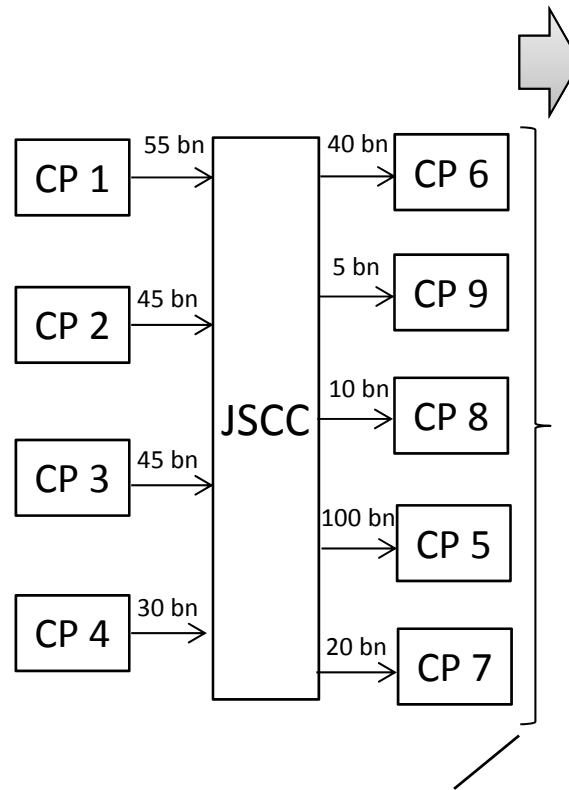 55 bn
40 bn
CP 1
CP 6
5 bn
45 bn
CP 9
CP 2
10 bn
JSCC
CP 8
45 bn
CP 3
100 bn
CP 5
30 bn
CP 4
20 bn
CP 7